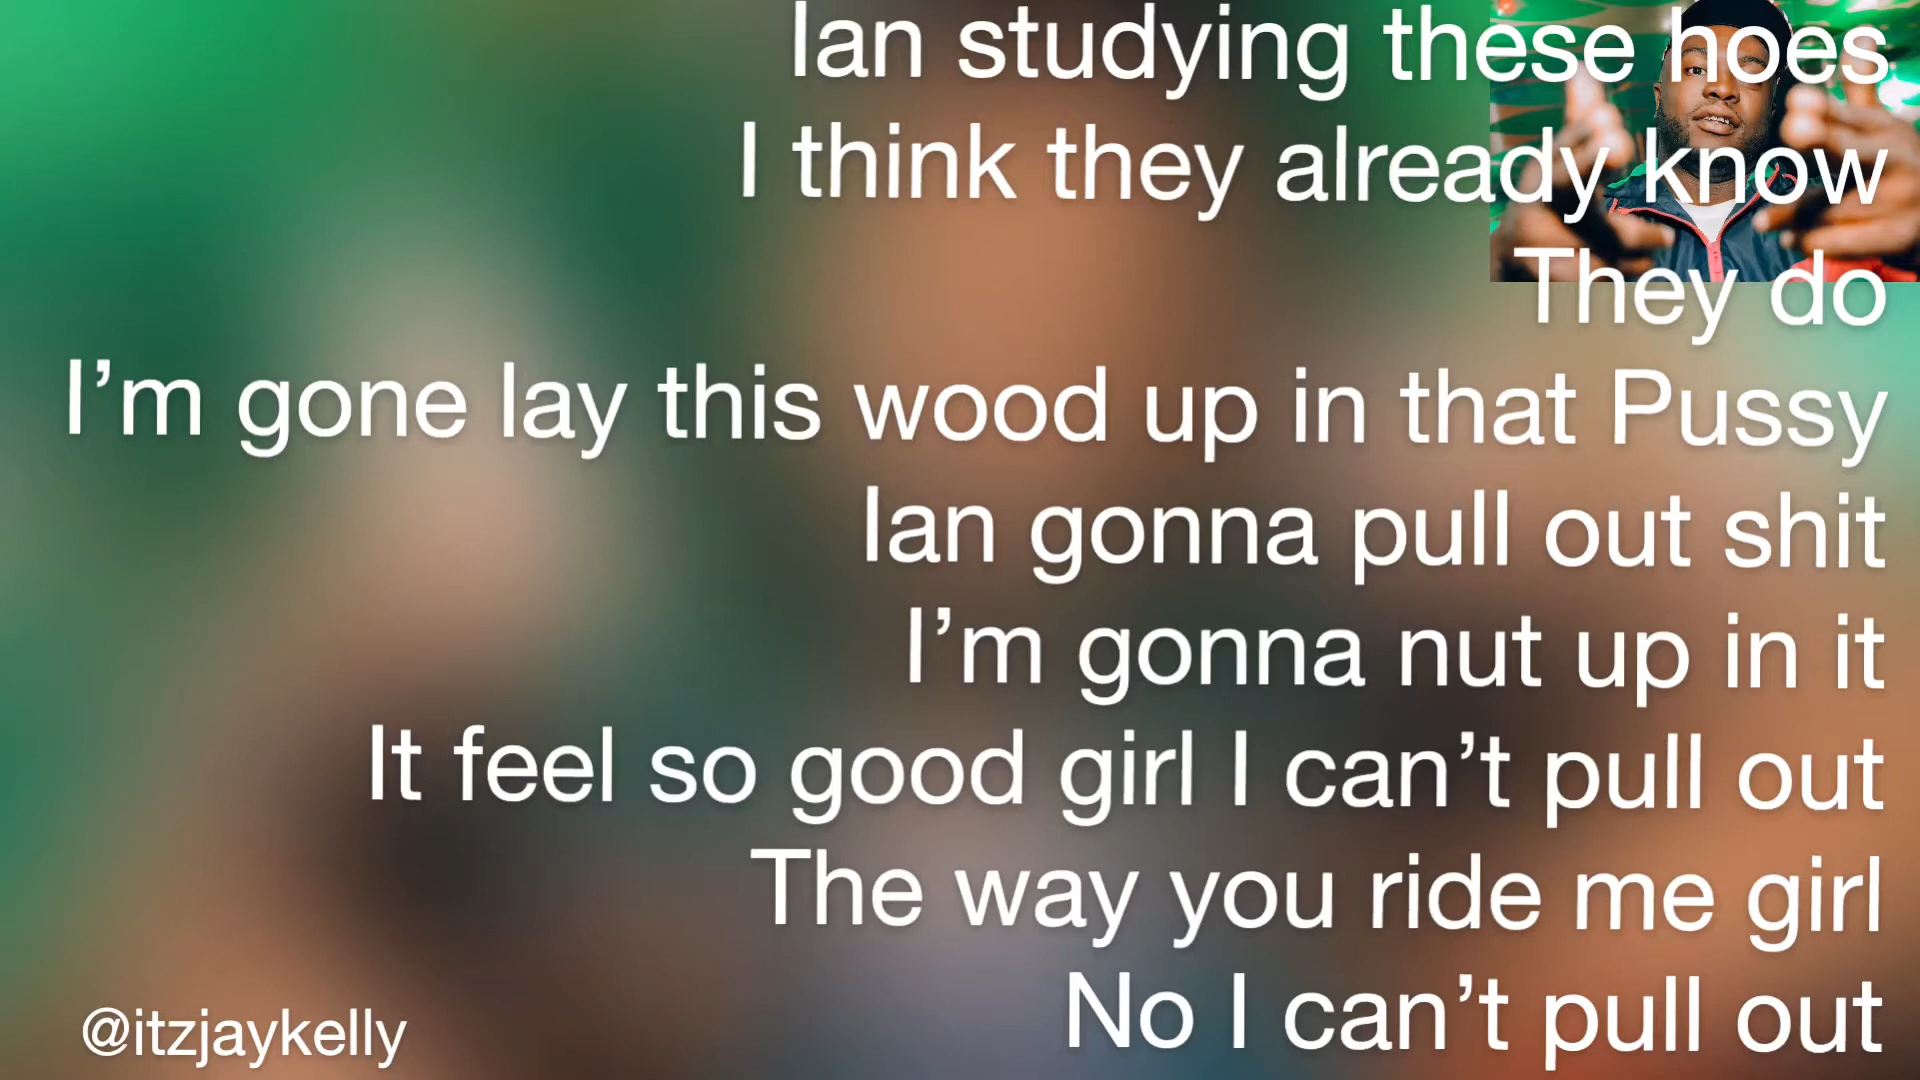 Ian studying these hoes
I think they already know
They do
I’m gone lay this wood up in that Pussy
Ian gonna pull out shit
I’m gonna nut up in it
It feel so good girl I can’t pull out
The way you ride me girl
No I can’t pull out
@itzjaykelly